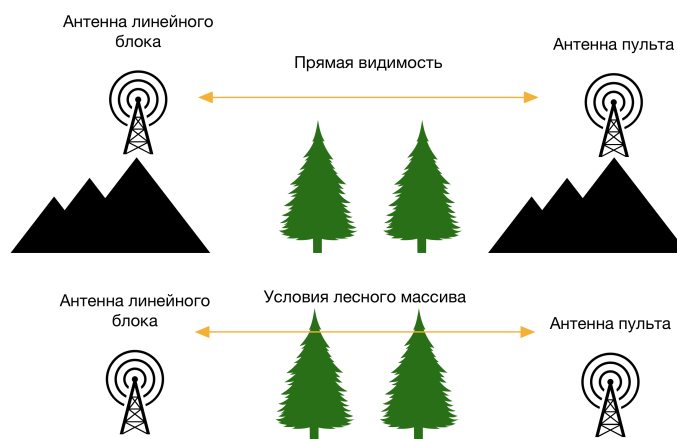 Антенна линейного
блока
Антенна пульта
Прямая видимость
Антенна линейного
блока
Условия лесного массива
Антенна пульта